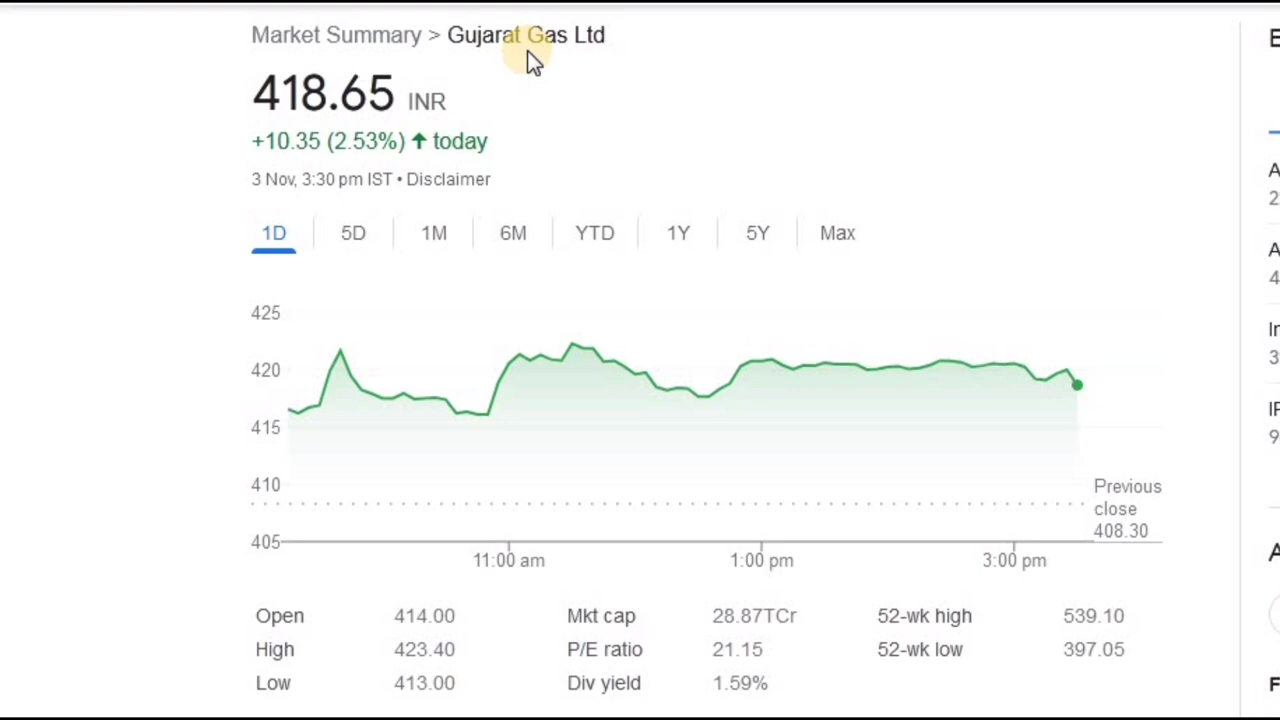 Market Summary > Gujarat Gas Ltd
418.65 INR
+10.35 (2.53%) ↑ today
3 Nov, 3:30 pm IST • Disclaimer
1D 5D 1M 6M YTD 1Y 5Y Max
425
420
415
410
405
Previous
close
408.30
11:00 am 1:00 pm 3:00 pm
Open 414.00 Mkt cap 28.87TCr 52-wk high 539.10
High 423.40 P/E ratio 21.15 52-wk low 397.05
Low 413.00 Div yield 1.59%